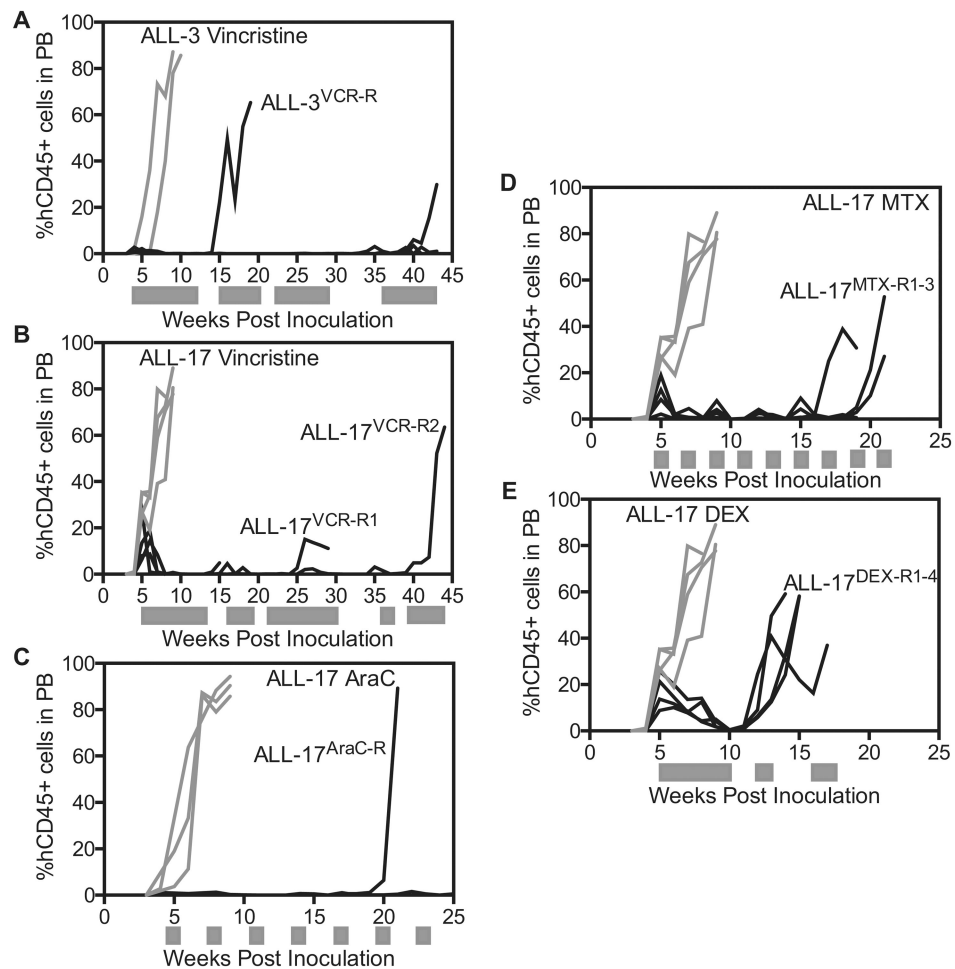 A
ALL-3 Vincristine
ALL-3VCR-R
%hCD45+ cells in PB
100
80
60
40
20
0
0 5 10 15 20 25 30 35 40 45
Weeks Post Inoculation
B
ALL-17 Vincristine
ALL-17VCR-R2
ALL-17VCR-R1
%hCD45+ cells in PB
100
80
60
40
20
0
0 5 10 15 20 25 30 35 40 45
Weeks Post Inoculation
C
ALL-17 AraC
ALL-17AraC-R
%hCD45+ cells in PB
100
80
60
40
20
0
0 5 10 15 20 25
Weeks Post Inoculation
D
ALL-17 MTX
ALL-17MTX-R1-3
%hCD45+ cells in PB
100
80
60
40
20
0
0 5 10 15 20 25
Weeks Post Inoculation
E
ALL-17 DEX
ALL-17DEX-R1-4
%hCD45+ cells in PB
100
80
60
40
20
0
0 5 10 15 20 25
Weeks Post Inoculation